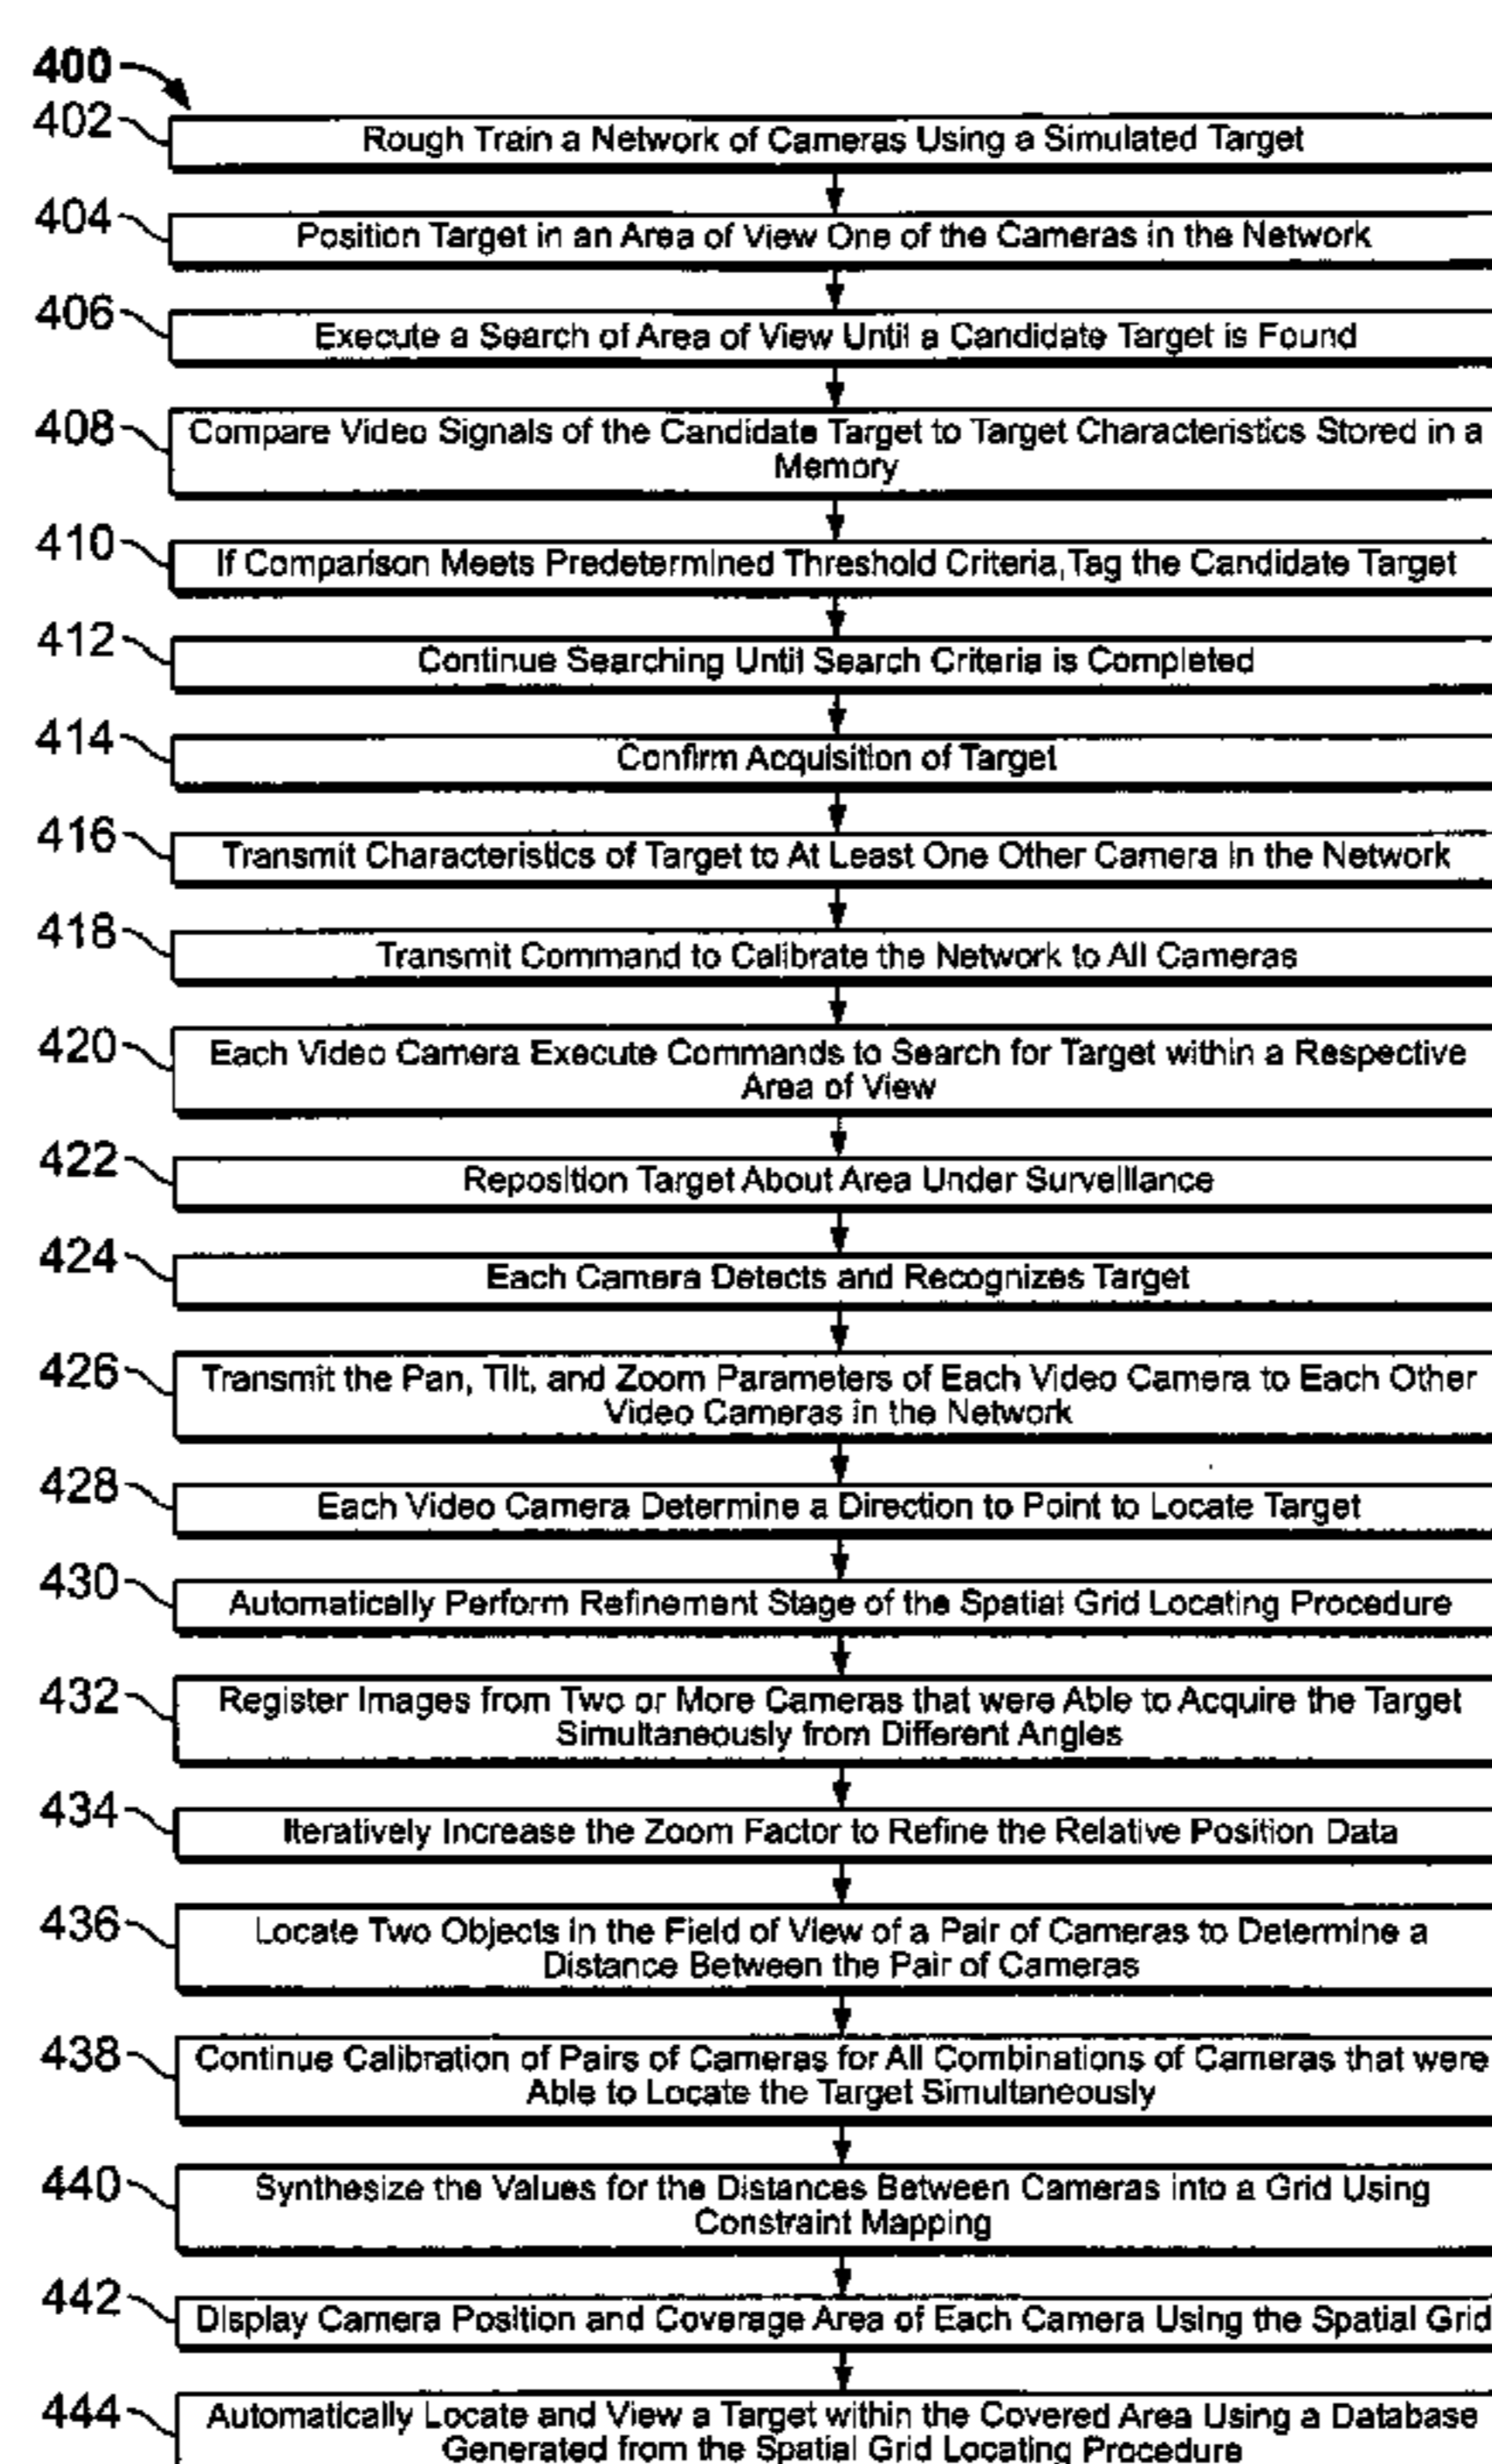 400
402
Rough Train a Network of Cameras Using a Simulated Target
404
Position Target in an Area of View One of the Cameras in the Network
406
Execute a Search of Area of View Until a Candidate Target is Found
408
Compare Video Signals of the Candidate Target to Target Characteristics Stored in a
Memory
410
If Comparison Meets Predetermined Threshold Criteria, Tag the Candidate Target
412
Continue Searching Until Search Criteria is Completed
414
Confirm Acquisition of Target
416
Transmit Characteristics of Target to At Least One Other Camera in the Network
418
Transmit Command to Calibrate the Network to All Cameras
420
Each Video Camera Execute Commands to Search for Target within a Respective
Area of View
422
Reposition Target About Area Under Surveillance
424
Each Camera Detects and Recognizes Target
426
Transmit the Pan, Tilt, and Zoom Parameters of Each Video Camera to Each Other
Video Cameras in the Network
428
Each Video Camera Determine a Direction to Point to Locate Target
430
Automatically Perform Refinement Stage of the Spatial Grid Locating Procedure
432
Register Images from Two or More Cameras that were Able to Acquire the Target
Simultaneously from Different Angles
434
Iteratively Increase the Zoom Factor to Refine the Relative Position Data
436
Locate Two Objects in the Field of View of a Pair of Cameras to Determine a
Distance Between the Pair of Cameras
438
Continue Calibration of Pairs of Cameras for All Combinations of Cameras that were
Able to Locate the Target Simultaneously
440
Synthesize the Values for the Distances Between Cameras into a Grid Using
Constraint Mapping
442
Display Camera Position and Coverage Area of Each Camera Using the Spatial Grid
444
Automatically Locate and View a Target within the Covered Area Using a Database
Generated from the Spatial Grid Locating Procedure